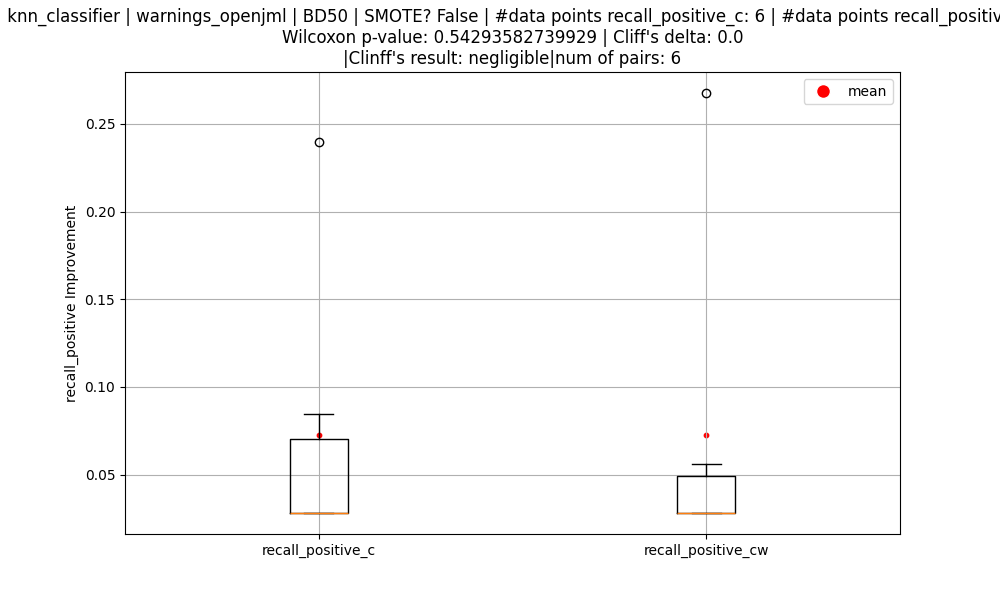 knn_classifier | warnings_openjml | BD50 | SMOTE? False | #data points recall_positive_c: 6 | #data points recall_positiv
Wilcoxon p-value: 0.54293582739929 | Cliff's delta: 0.0
|Clinff's result: negligible|num of pairs: 6
mean
0.25
0.20
0.15
0.10
0.05
recall_positive Improvement
recall_positive_c
recall_positive_cw